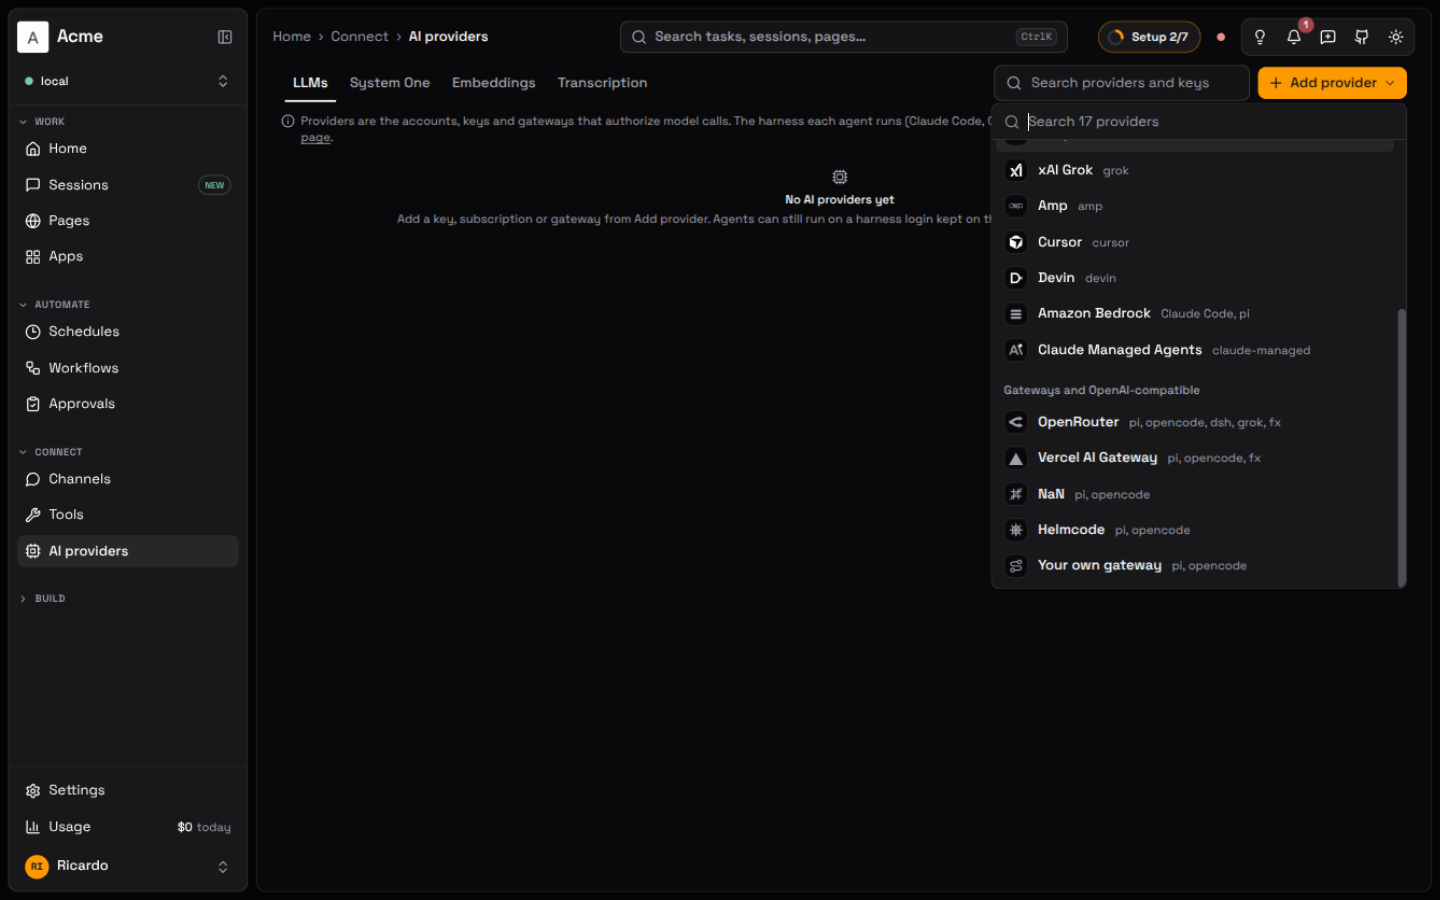 A Acme
Home › Connect › AI providers
Search tasks, sessions, pages... CtrlK
Setup 2/7
1
local
LLMs System One Embeddings Transcription
Search providers and keys
+ Add provider
Providers are the accounts, keys and gateways that authorize model calls. The harness each agent runs (Claude Code,
page.
No AI providers yet
Add a key, subscription or gateway from Add provider. Agents can still run on a harness login kept on
Search 17 providers
xAI Grok grok
Amp amp
Cursor cursor
Devin devin
Amazon Bedrock Claude Code, pi
Claude Managed Agents claude-managed
Gateways and OpenAI-compatible
OpenRouter pi, opencode, dsh, grok, fx
Vercel AI Gateway pi, opencode, fx
NaN pi, opencode
Helmcode pi, opencode
Your own gateway pi, opencode
WORK
Home
Sessions NEW
Pages
Apps
AUTOMATE
Schedules
Workflows
Approvals
CONNECT
Channels
Tools
AI providers
BUILD
Settings
Usage $0 today
RI Ricardo